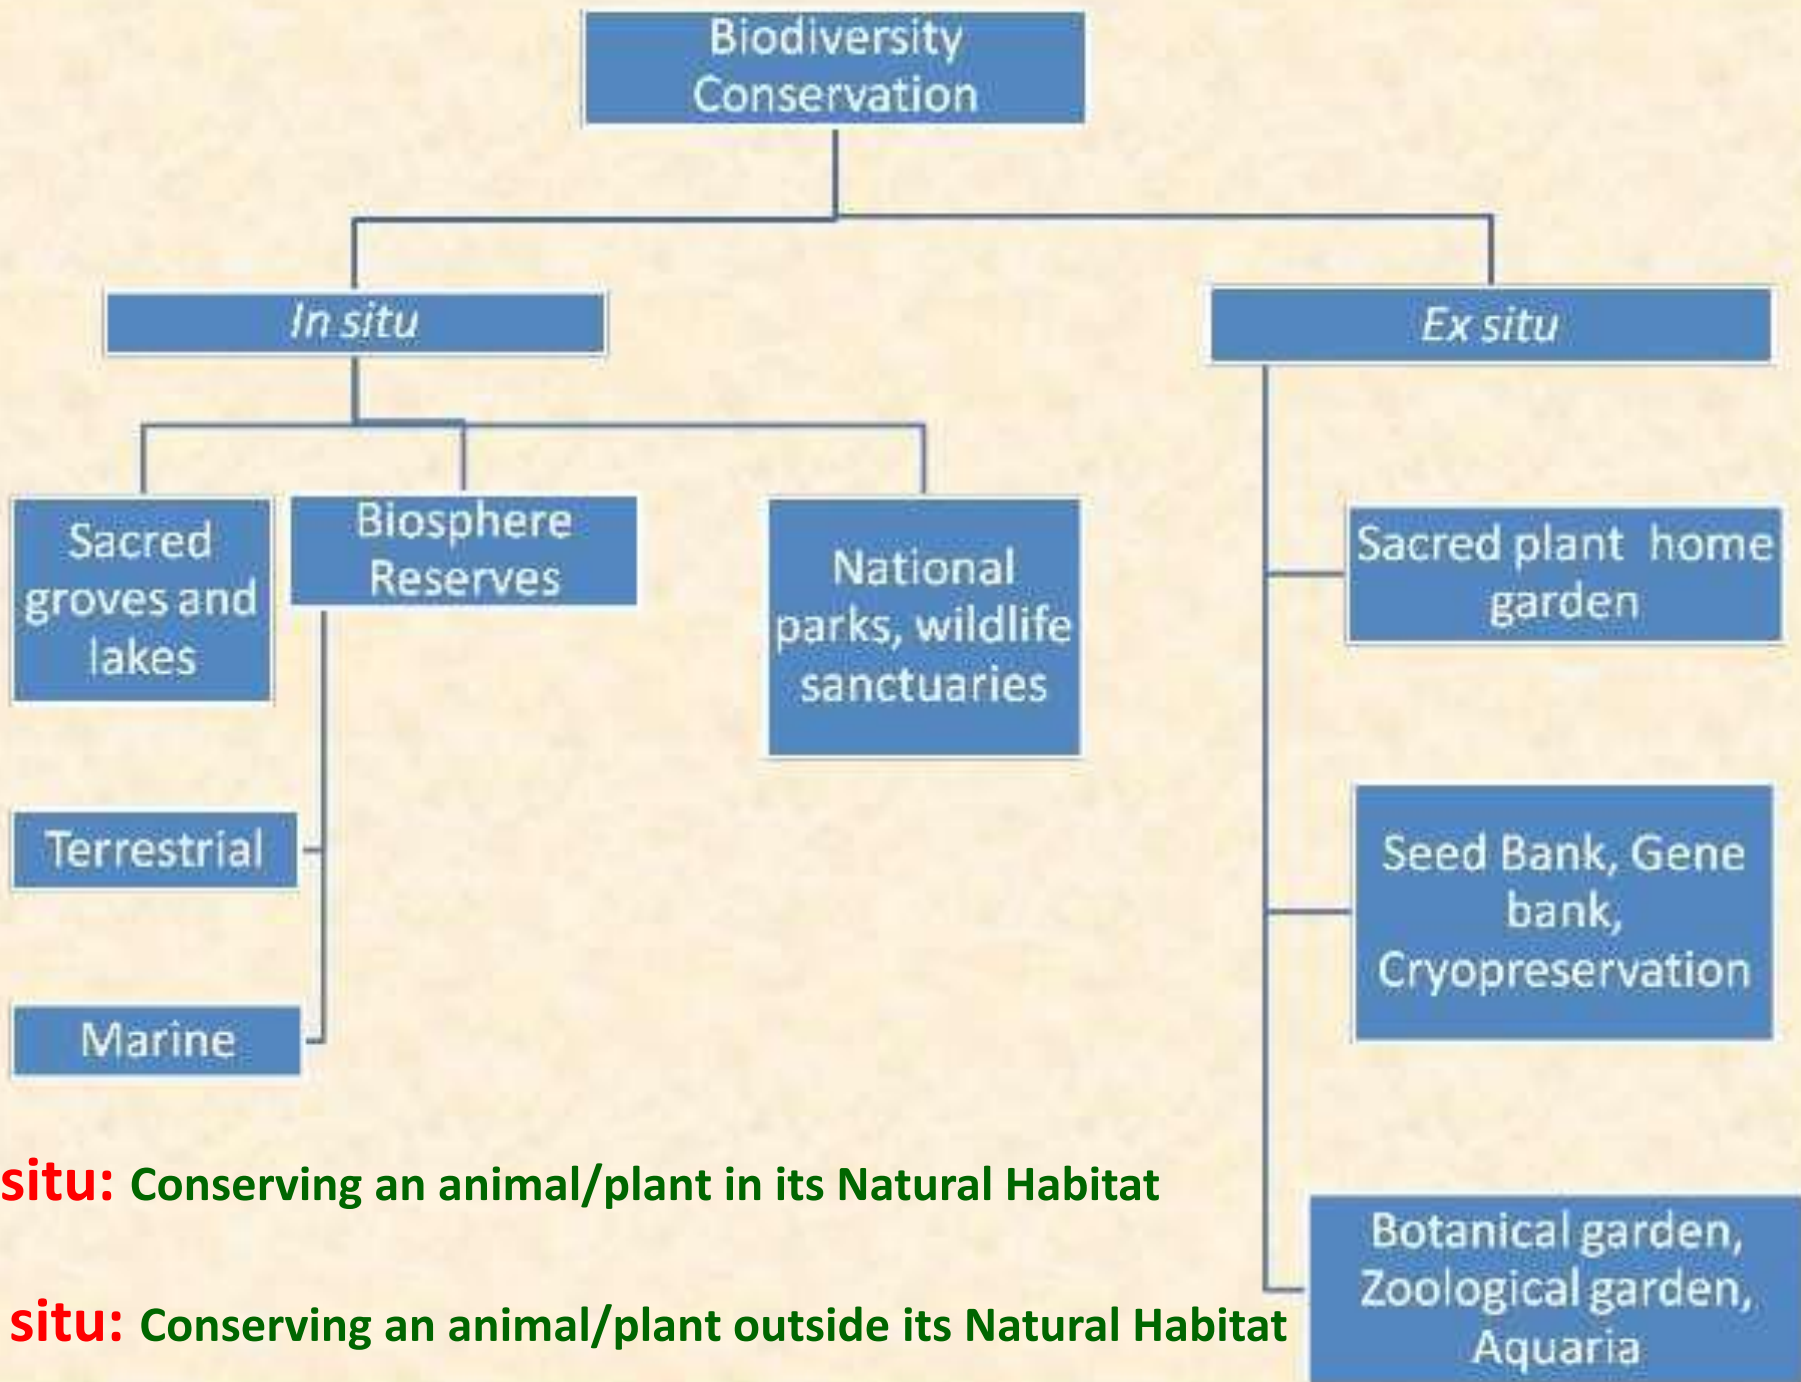 Biodiversity
Conservation
In situ
Ex situ
Sacred
groves and
lakes
Biosphere
Reserves
National
parks, wildlife
sanctuaries
Terrestrial
Marine
Sacred plant home
garden
Seed Bank, Gene
bank,
Cryopreservation
Botanical garden,
Zoological garden,
Aquaria
situ: Conserving an animal/plant in its Natural Habitat
situ: Conserving an animal/plant outside its Natural Habitat